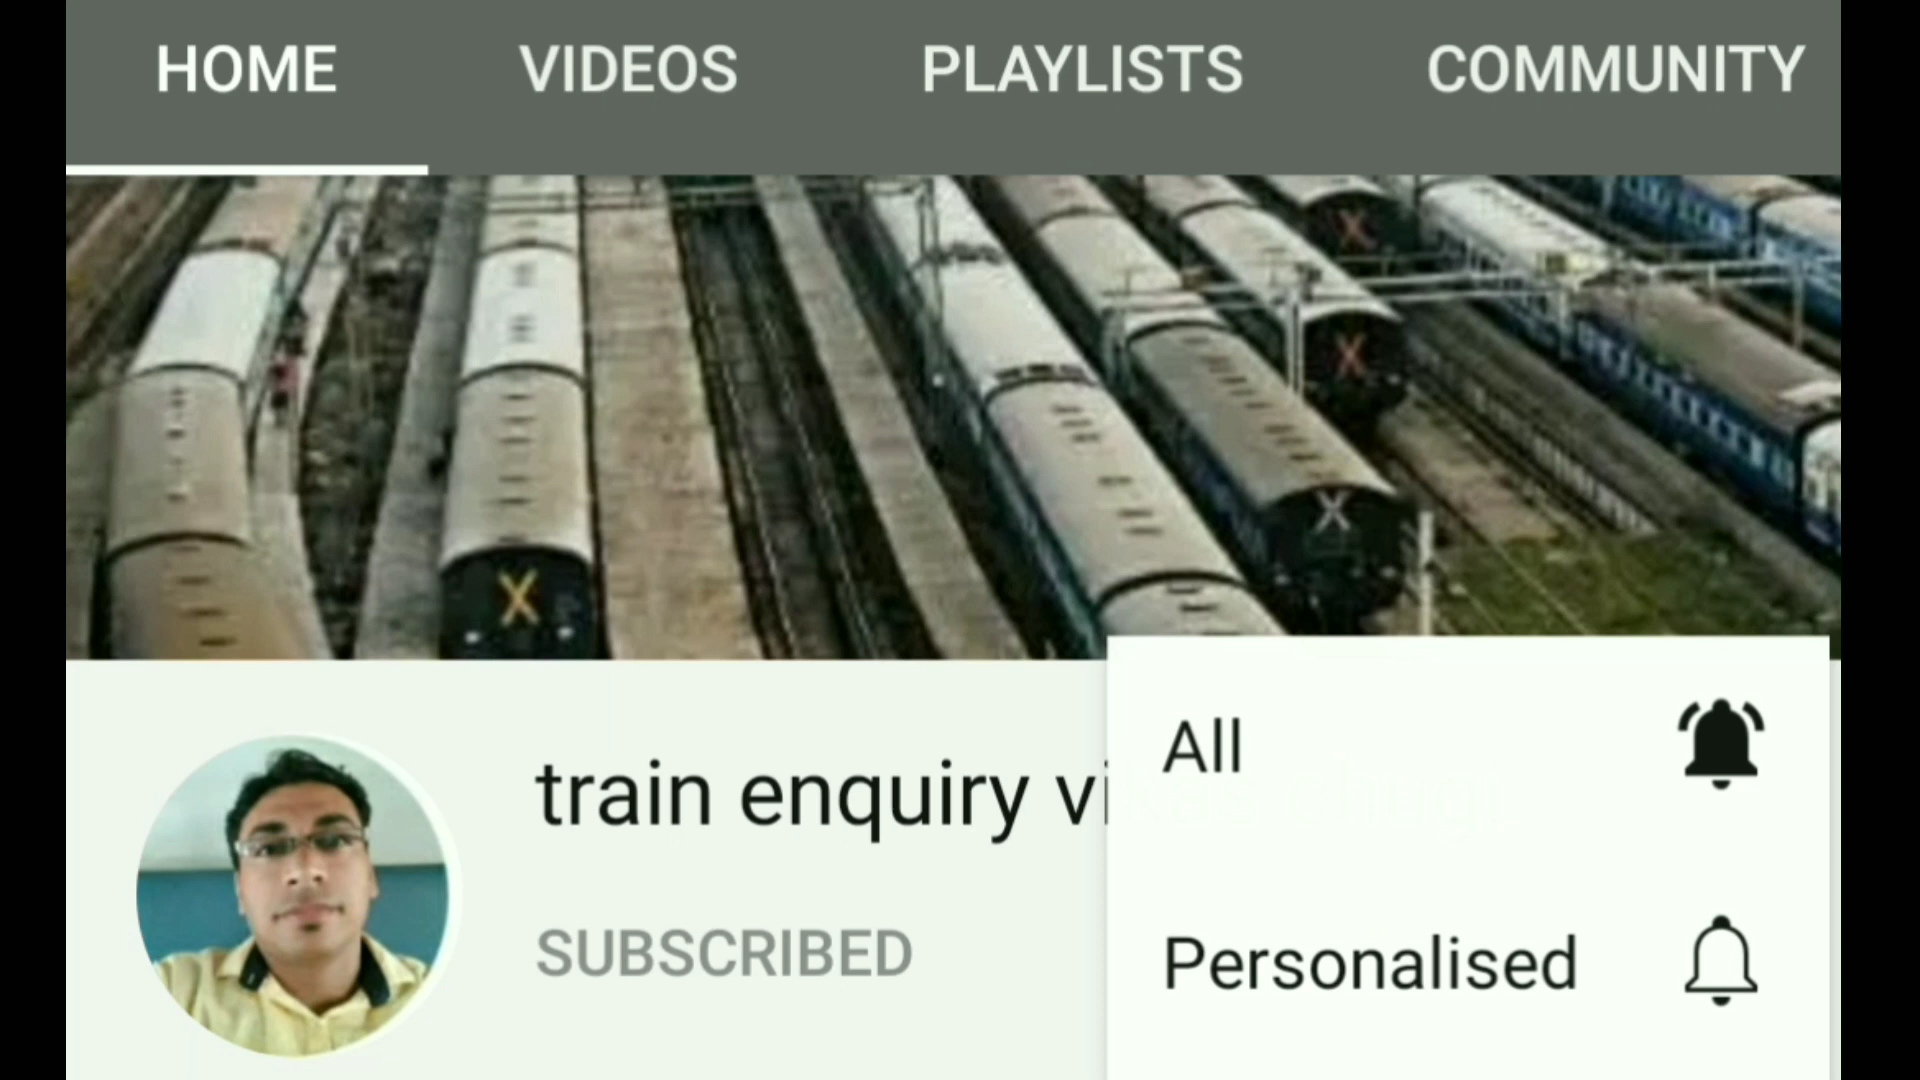 HOME VIDEOS PLAYLISTS COMMUNITY
X
X
X
X
train enquiry vi
All
SUBSCRIBED
Personalised